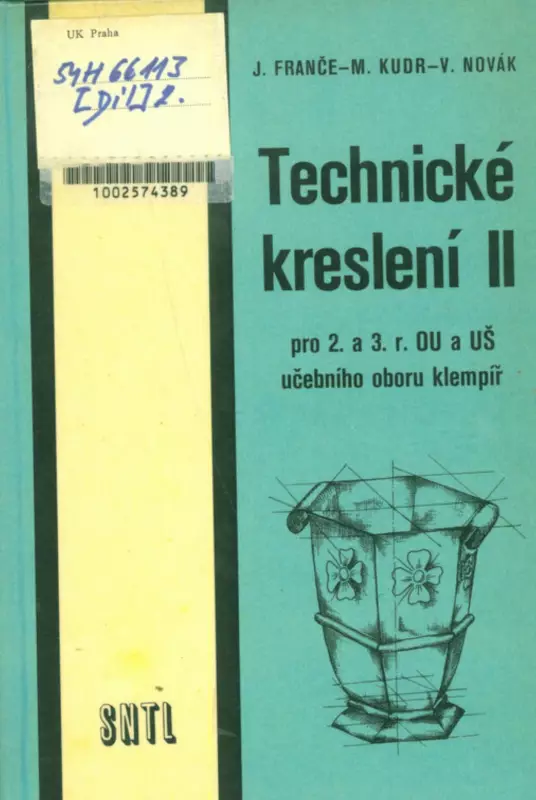 UK Praha
54H 66113
[Díl] 2.
1002574389
J. FRANČE–M. KUDR–V. NOVÁK
Technické
kreslení II
pro 2. a 3. r. OU a UŠ
učebního oboru klempíř
SNTL